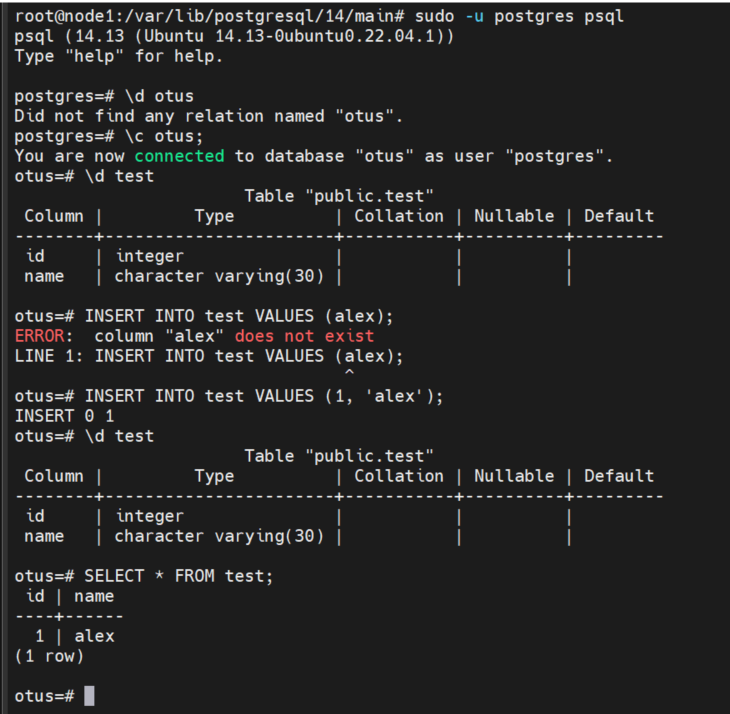 root@node1:/var/lib/postgresql/14/main# sudo -u postgres psql
psql (14.13 (Ubuntu 14.13-0ubuntu0.22.04.1))
Type "help" for help.

postgres=# \d otus
Did not find any relation named "otus".
postgres=# \c otus;
You are now connected to database "otus" as user "postgres".
otus=# \d test
                       Table "public.test"
 Column |         Type          | Collation | Nullable | Default
--------+-----------------------+-----------+----------+---------
 id     | integer               |           |          |
 name   | character varying(30) |           |          |

otus=# INSERT INTO test VALUES (alex);
ERROR:  column "alex" does not exist
LINE 1: INSERT INTO test VALUES (alex);
                                 ^
otus=# INSERT INTO test VALUES (1, 'alex');
INSERT 0 1
otus=# \d test
                       Table "public.test"
 Column |         Type          | Collation | Nullable | Default
--------+-----------------------+-----------+----------+---------
 id     | integer               |           |          |
 name   | character varying(30) |           |          |

otus=# SELECT * FROM test;
 id | name
----+------
  1 | alex
(1 row)

otus=#